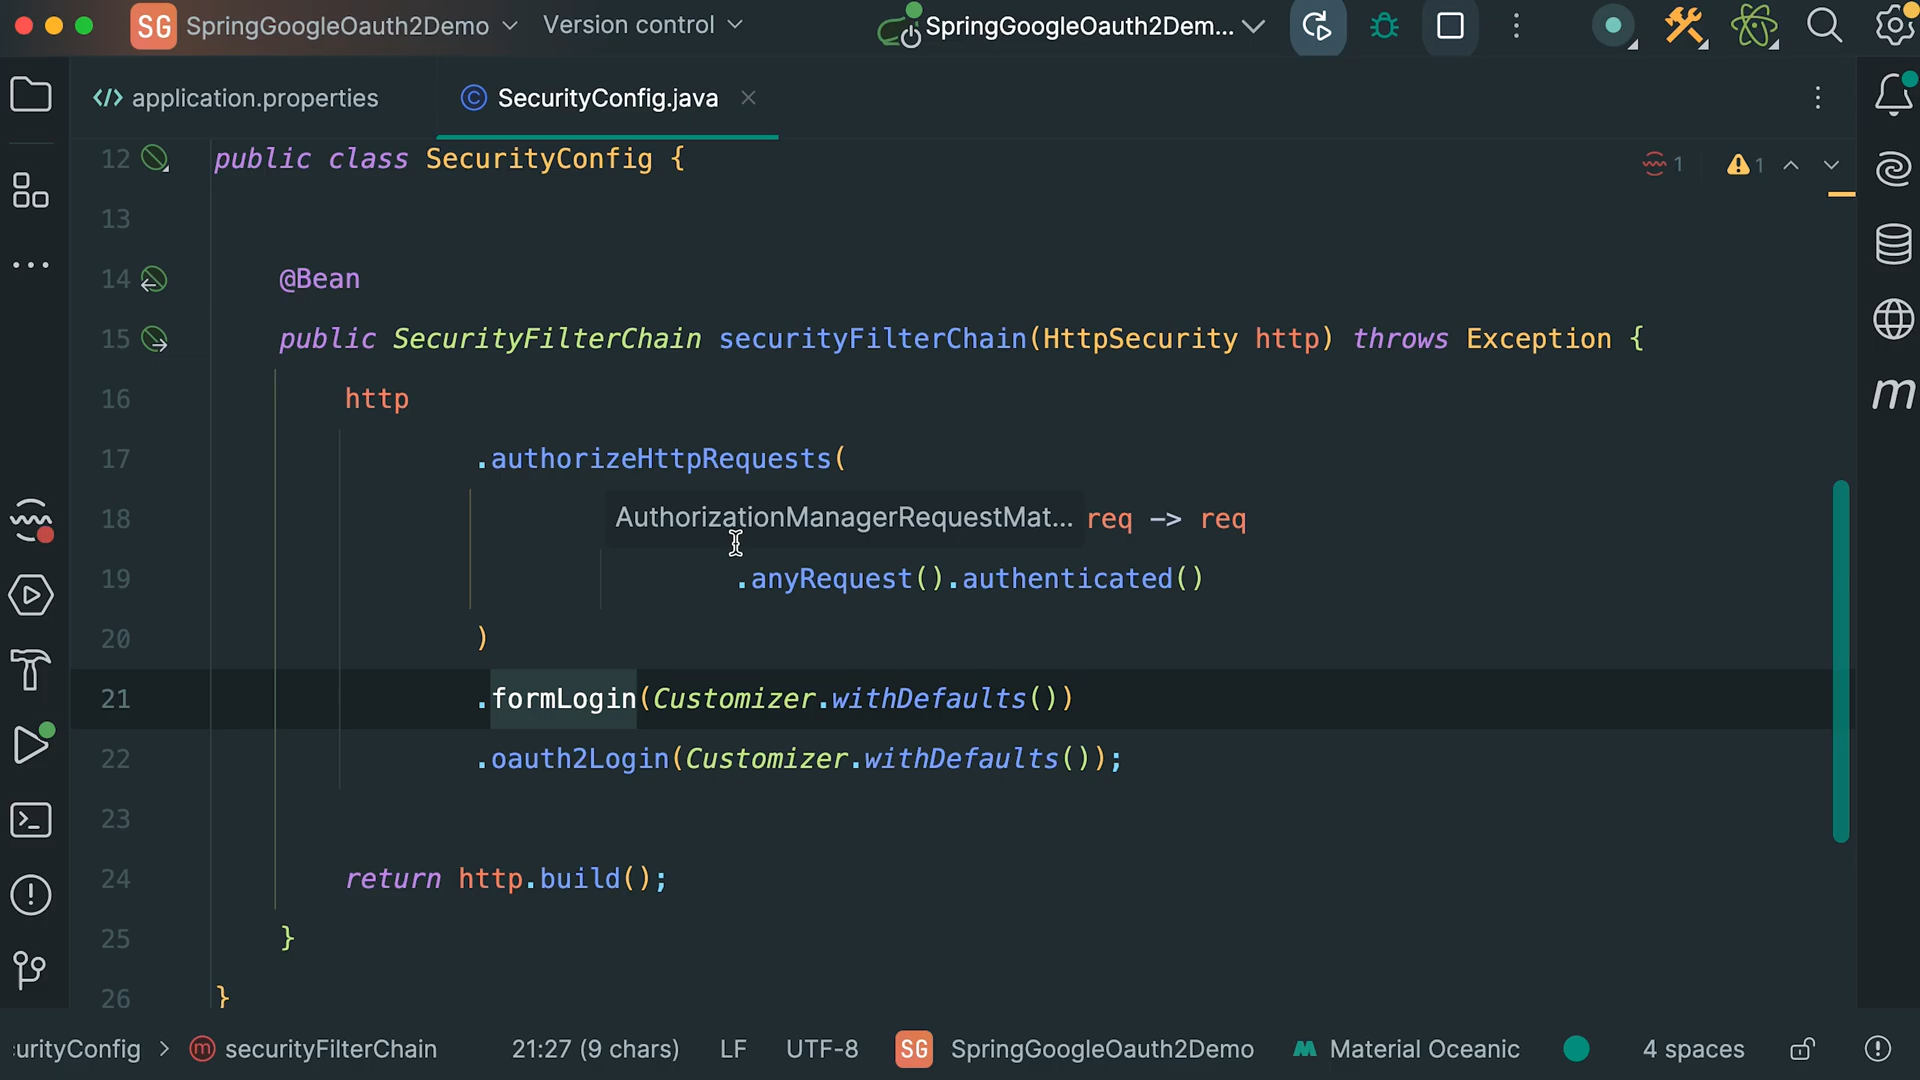 SG SpringGoogleOauth2Demo Version control SpringGoogleOauth2Dem...
application.properties SecurityConfig.java
12 public class SecurityConfig { 1 1
13
14 @Bean
15 public SecurityFilterChain securityFilterChain(HttpSecurity http) throws Exception {
16 http
17 .authorizeHttpRequests(
18 AuthorizationManagerRequestMat... req -> req
19 .anyRequest().authenticated()
20 )
21 .formLogin(Customizer.withDefaults())
22 .oauth2Login(Customizer.withDefaults());
23
24 return http.build();
25 }
26 }
urityConfig > m securityFilterChain 21:27 (9 chars) LF UTF-8 SG SpringGoogleOauth2Demo Material Oceanic 4 spaces
m